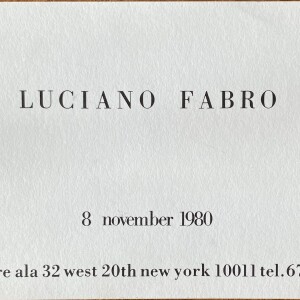 LUCIANO FABRO
8 november 1980
re ala 32 west 20th new york 10011 tel. 67